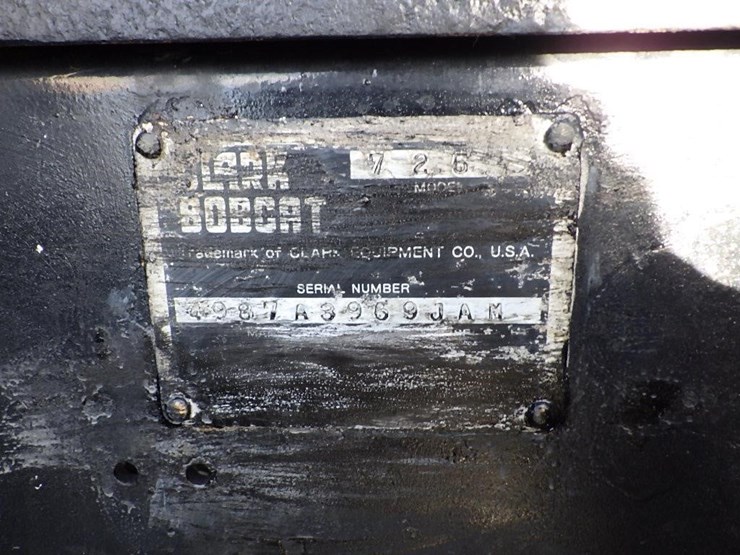 CLARK 726
MODEL
BOBCAT
Trademark of CLARK EQUIPMENT CO., U.S.A.
SERIAL NUMBER
4987A3969JAM